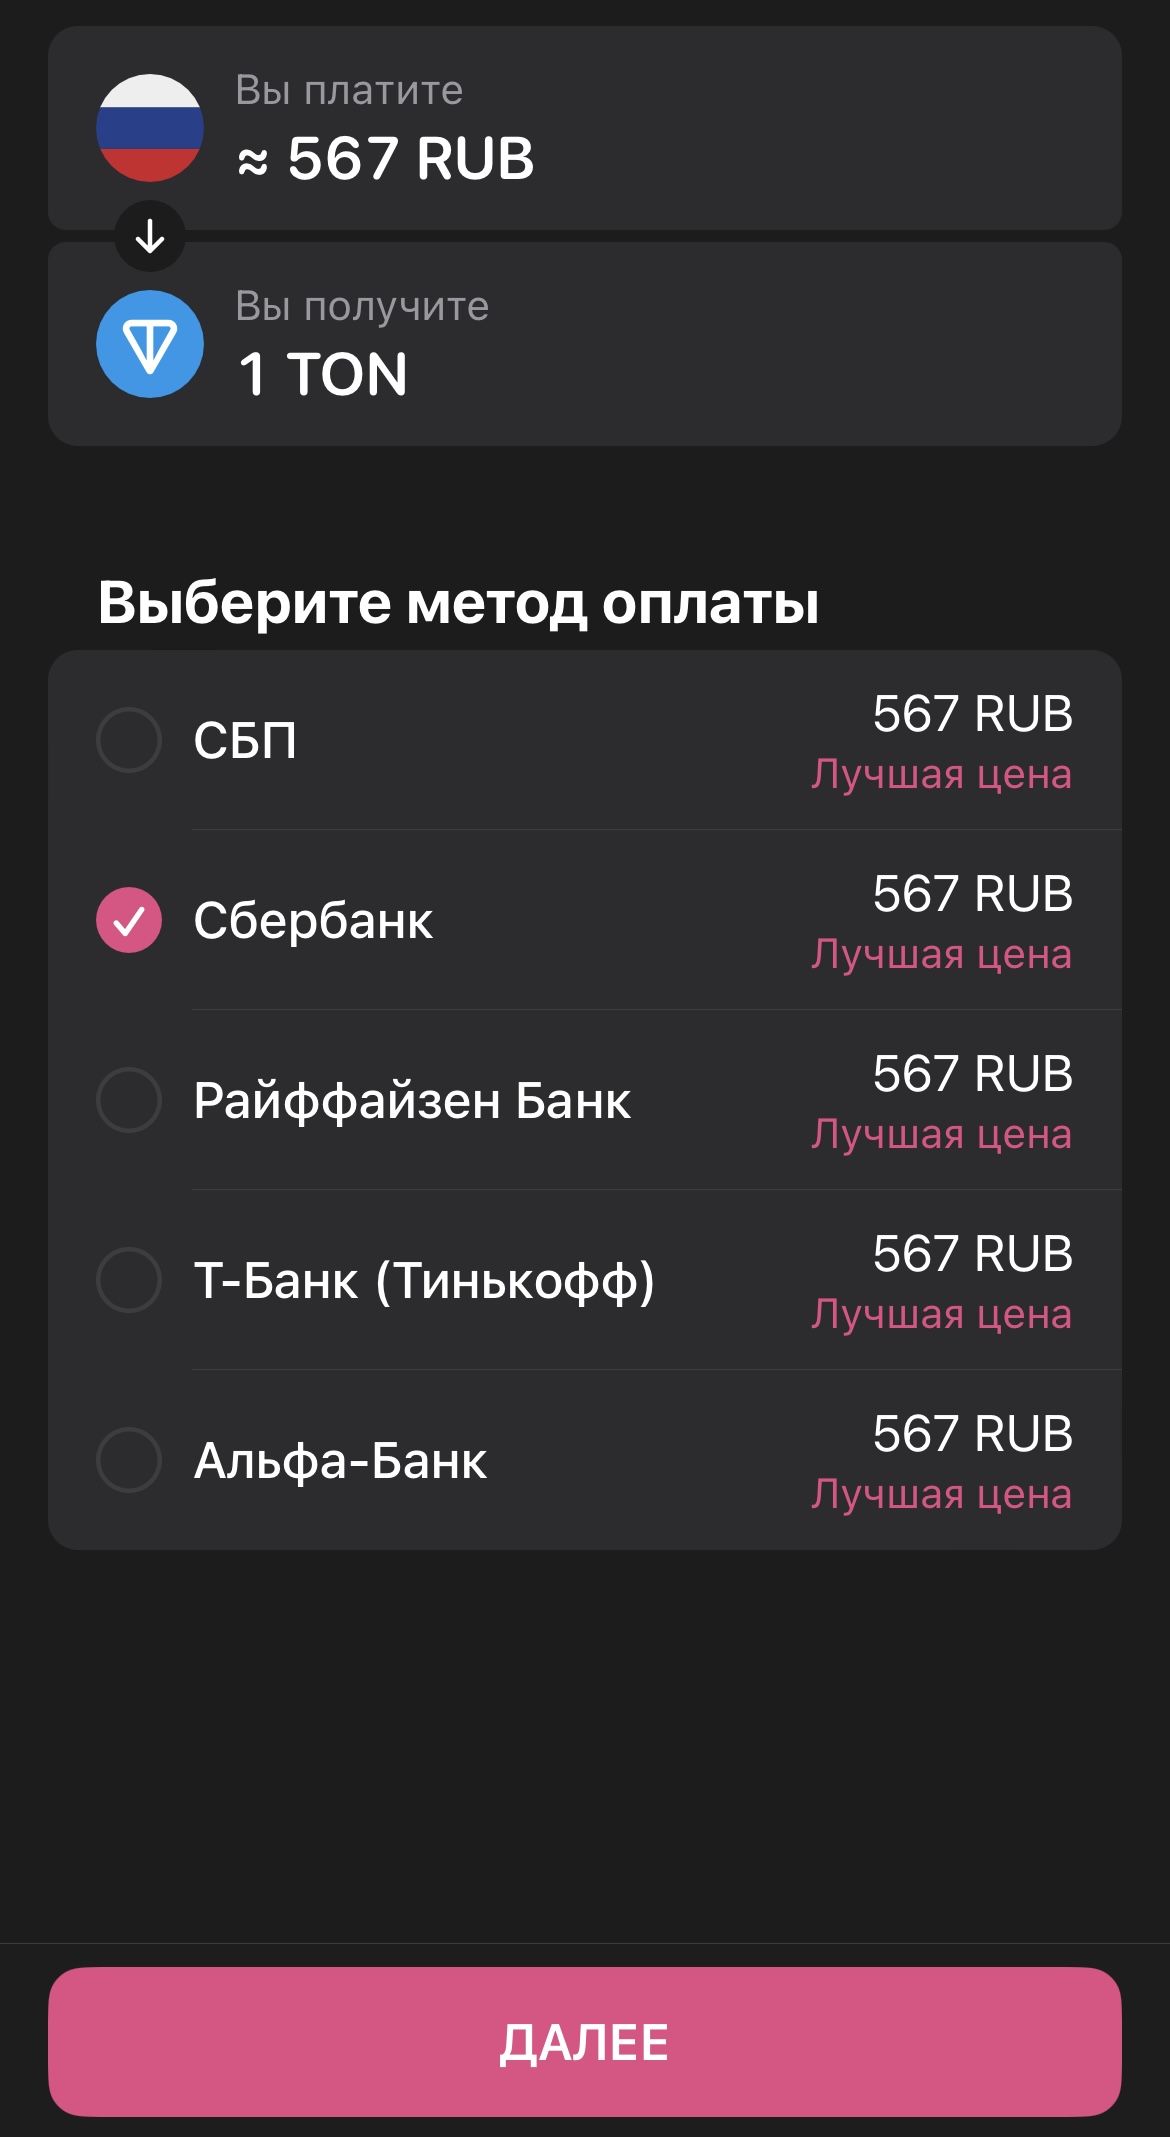 Вы платите
≈ 567 RUB
Вы получите
1 TON
Выберите метод оплаты
СБП
567 RUB
Лучшая цена
Сбербанк
567 RUB
Лучшая цена
Райффайзен Банк
567 RUB
Лучшая цена
Т-Банк (Тинькофф)
567 RUB
Лучшая цена
Альфа-Банк
567 RUB
Лучшая цена
ДАЛЕЕ